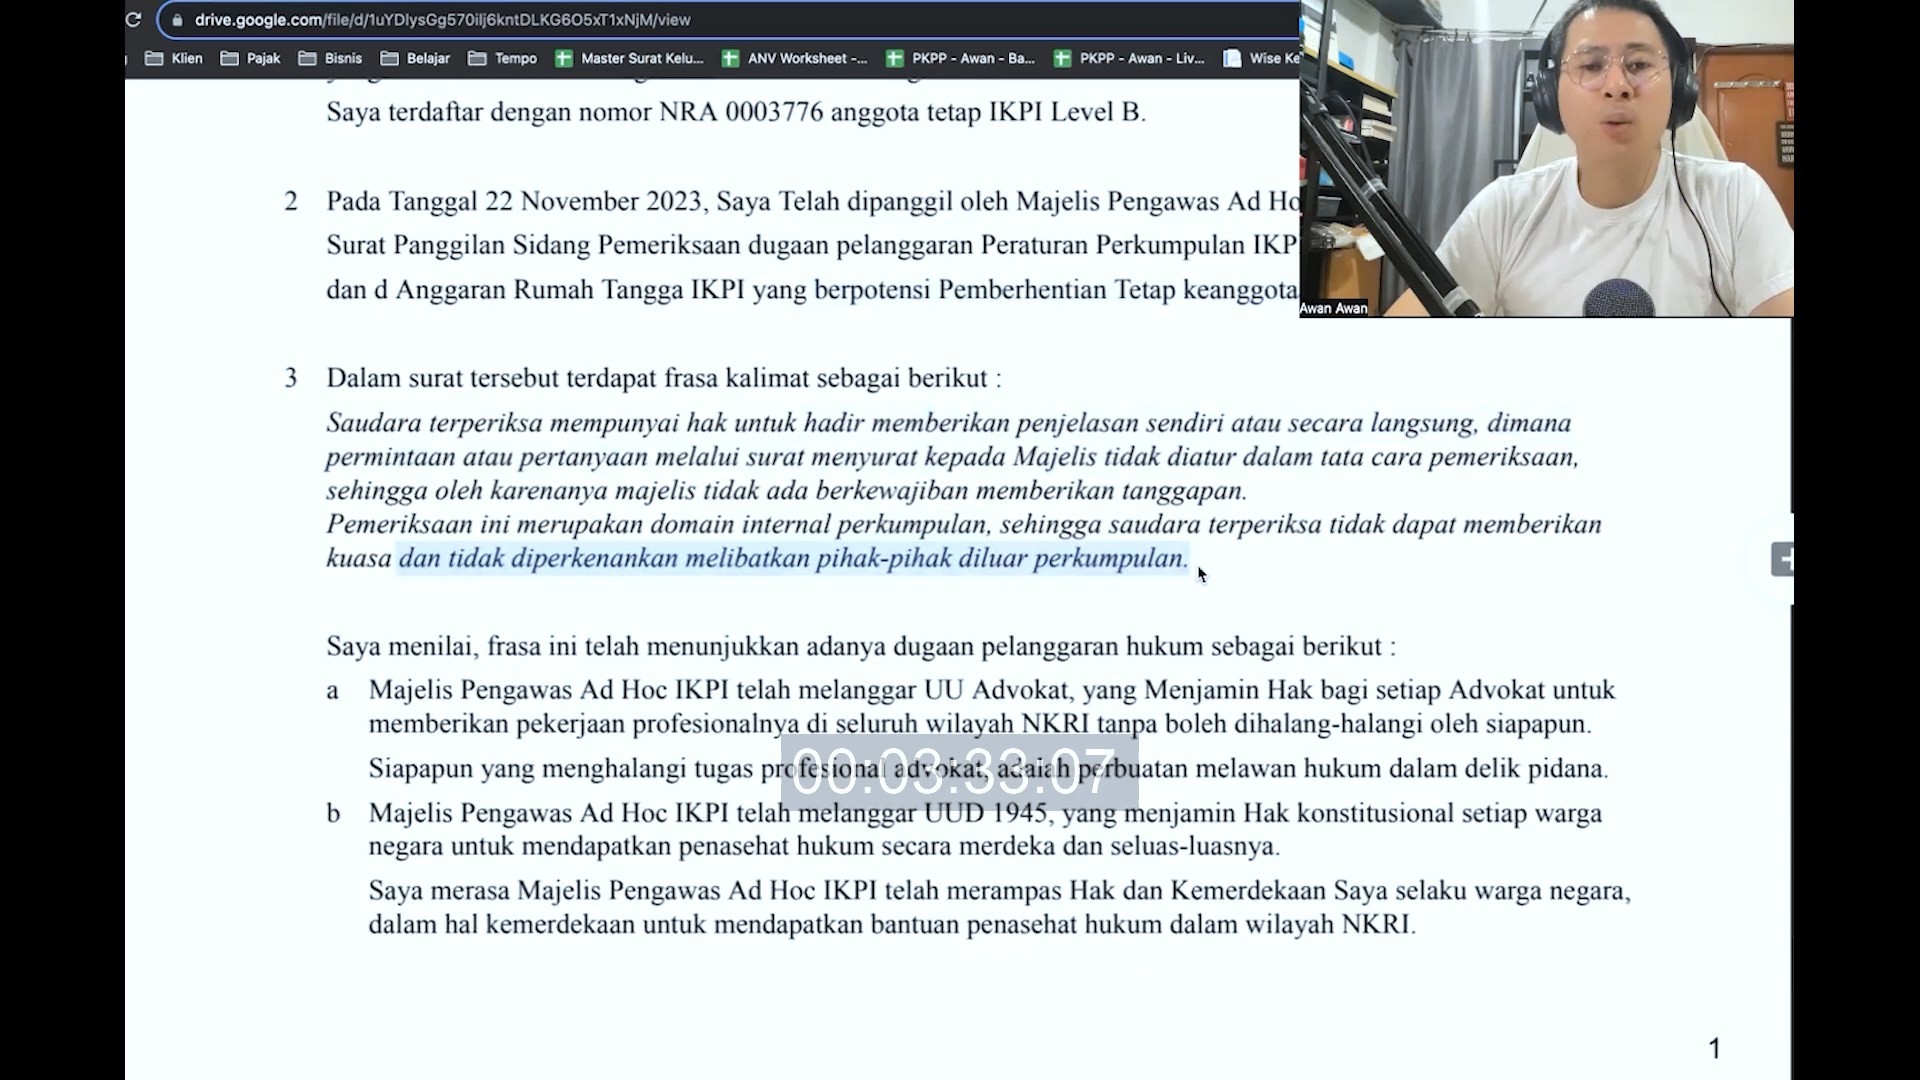 drive.google.com/file/d/1uYDlysGg570ilj6kntDLKG6O5xT1xNjM/view
Klien Pajak Bisnis Belajar Tempo Master Surat Kelu... ANV Worksheet -... PKPP - Awan - Ba... PKPP - Awan - Liv... Wise Ke
Saya terdaftar dengan nomor NRA 0003776 anggota tetap IKPI Level B.
2 Pada Tanggal 22 November 2023, Saya Telah dipanggil oleh Majelis Pengawas Ad Ho
Surat Panggilan Sidang Pemeriksaan dugaan pelanggaran Peraturan Perkumpulan IKP
dan d Anggaran Rumah Tangga IKPI yang berpotensi Pemberhentian Tetap keanggota
Awan Awan
3 Dalam surat tersebut terdapat frasa kalimat sebagai berikut :
Saudara terperiksa mempunyai hak untuk hadir memberikan penjelasan sendiri atau secara langsung, dimana
permintaan atau pertanyaan melalui surat menyurat kepada Majelis tidak diatur dalam tata cara pemeriksaan,
sehingga oleh karenanya majelis tidak ada berkewajiban memberikan tanggapan.
Pemeriksaan ini merupakan domain internal perkumpulan, sehingga saudara terperiksa tidak dapat memberikan
kuasa dan tidak diperkenankan melibatkan pihak-pihak diluar perkumpulan.
Saya menilai, frasa ini telah menunjukkan adanya dugaan pelanggaran hukum sebagai berikut :
a Majelis Pengawas Ad Hoc IKPI telah melanggar UU Advokat, yang Menjamin Hak bagi setiap Advokat untuk
memberikan pekerjaan profesionalnya di seluruh wilayah NKRI tanpa boleh dihalang-halangi oleh siapapun.
Siapapun yang menghalangi tugas profesional advokat, adalah perbuatan melawan hukum dalam delik pidana.
00:03:33:07
b Majelis Pengawas Ad Hoc IKPI telah melanggar UUD 1945, yang menjamin Hak konstitusional setiap warga
negara untuk mendapatkan penasehat hukum secara merdeka dan seluas-luasnya.
Saya merasa Majelis Pengawas Ad Hoc IKPI telah merampas Hak dan Kemerdekaan Saya selaku warga negara,
dalam hal kemerdekaan untuk mendapatkan bantuan penasehat hukum dalam wilayah NKRI.
1